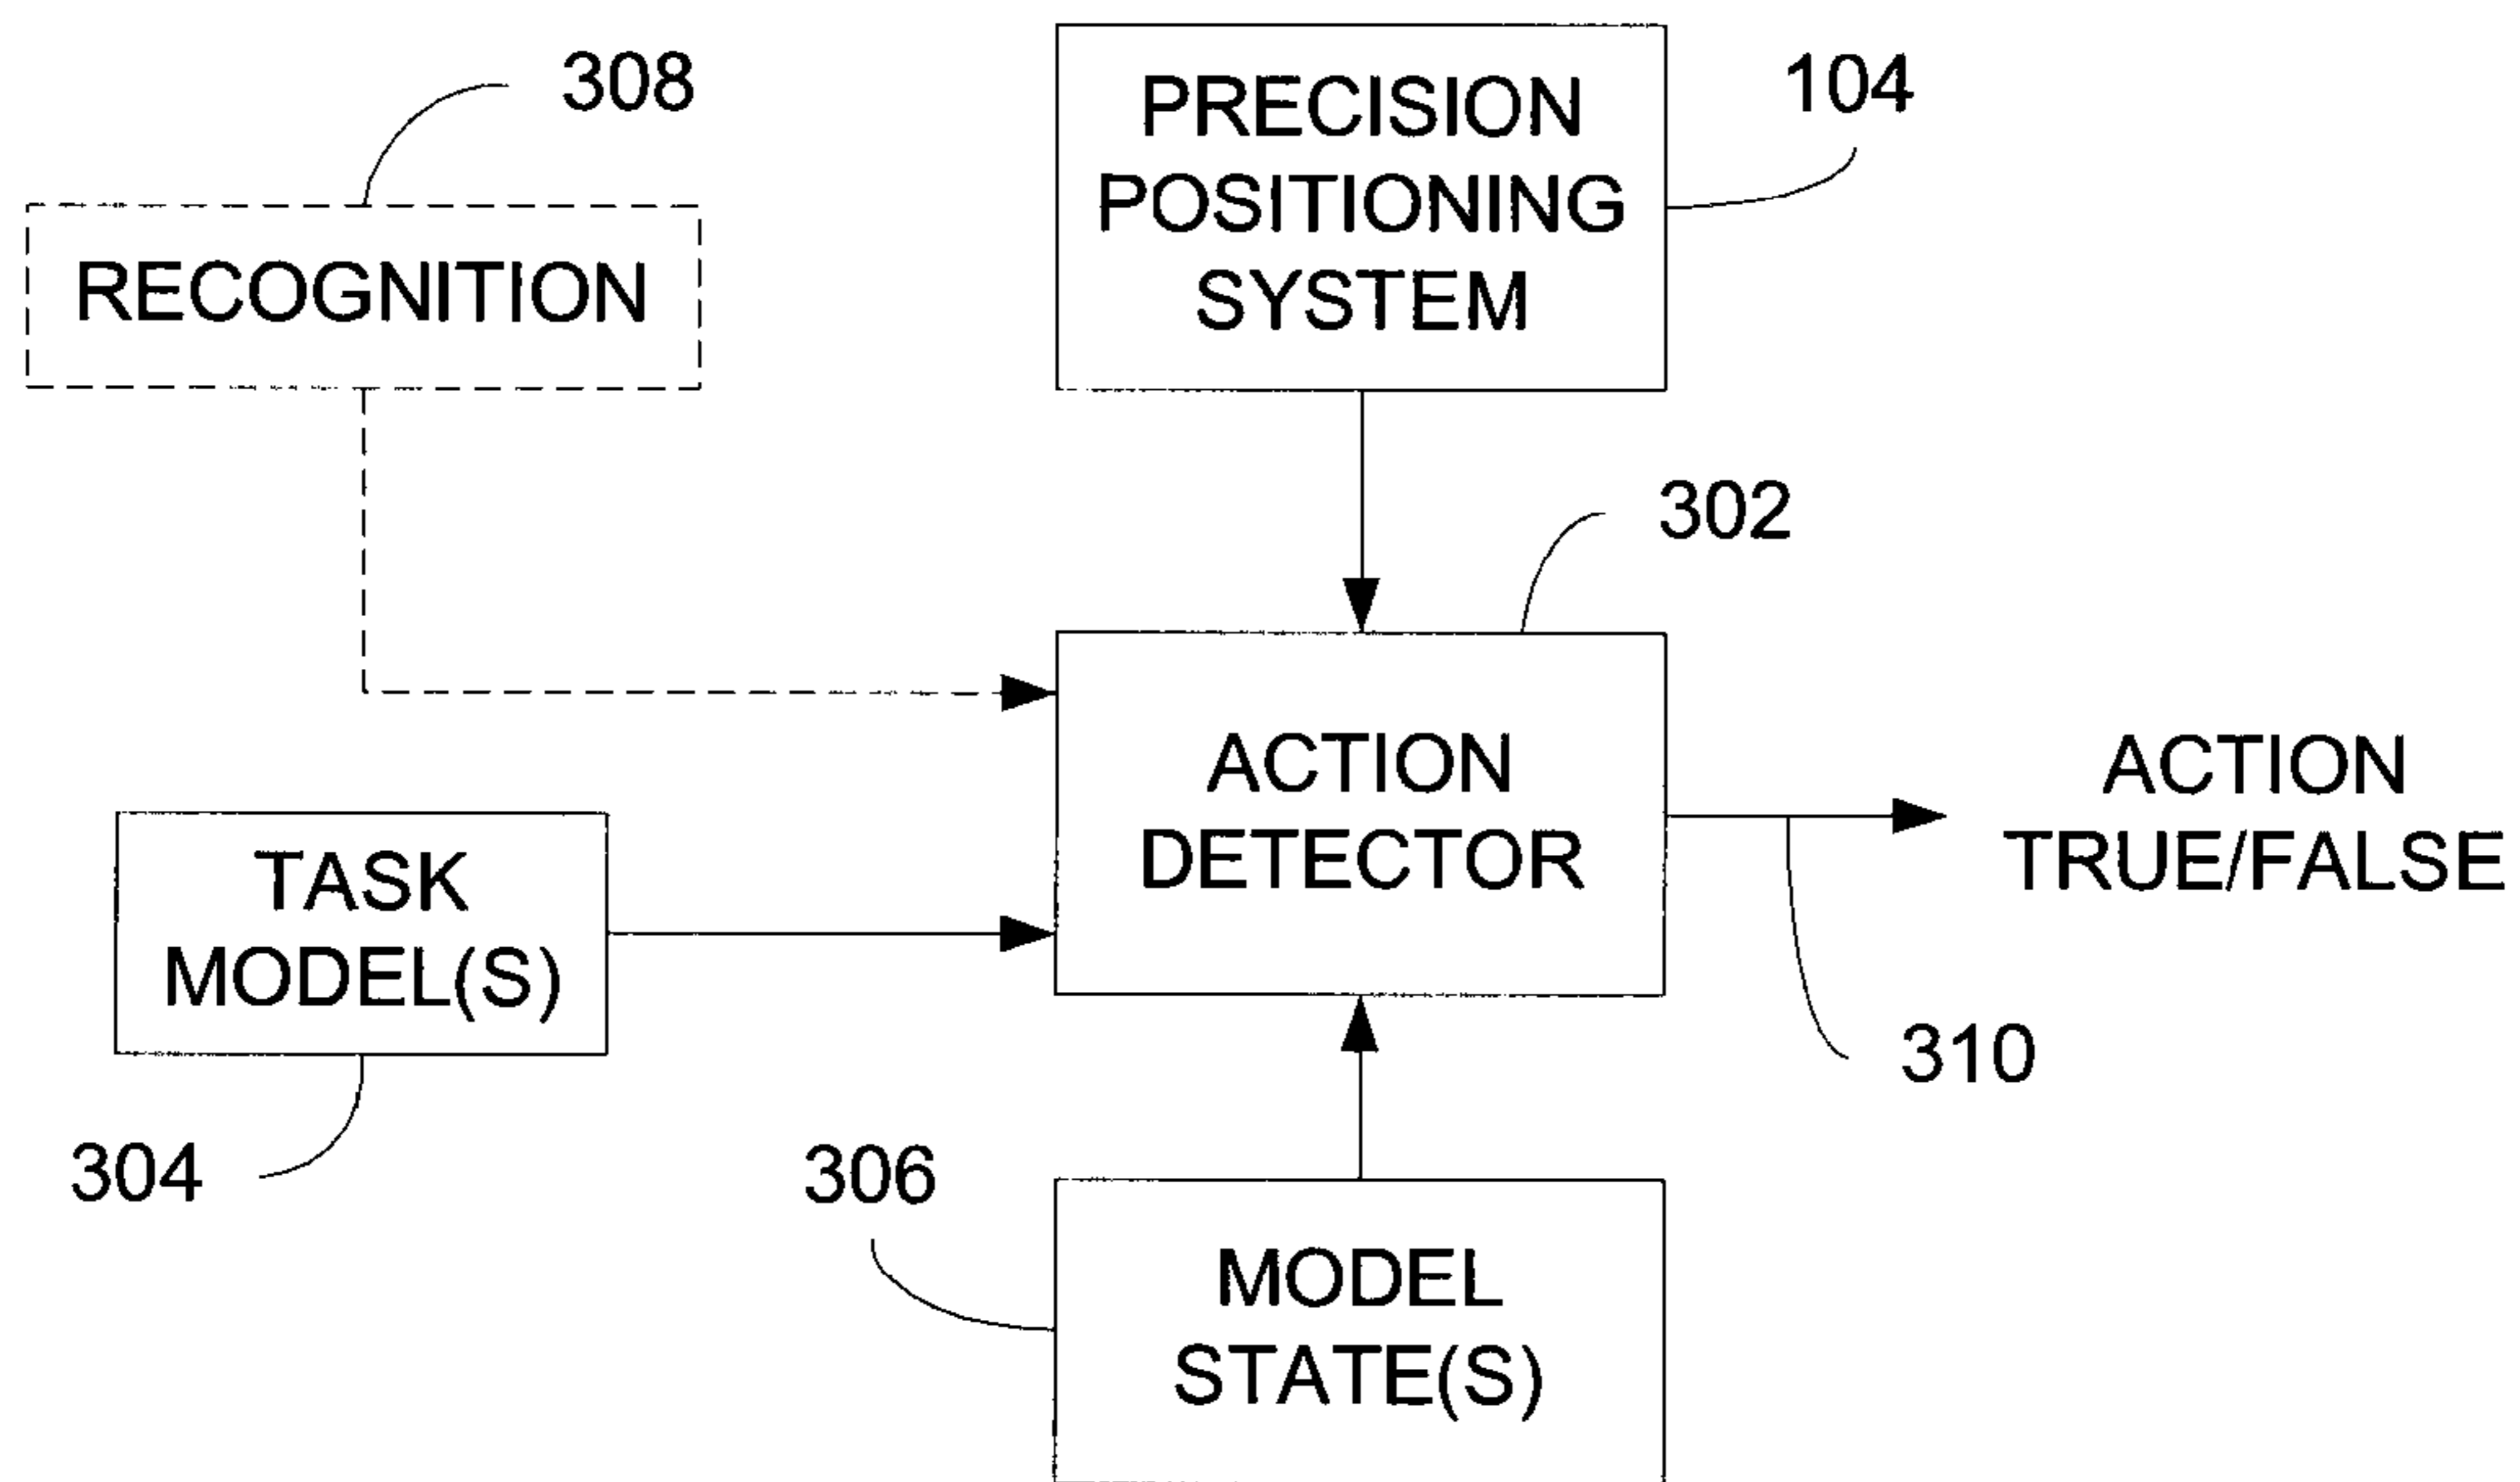 308
RECOGNITION
PRECISION
POSITIONING
SYSTEM
104
302
ACTION
DETECTOR
ACTION
TRUE/FALSE
310
TASK
MODEL(S)
304
306
MODEL
STATE(S)